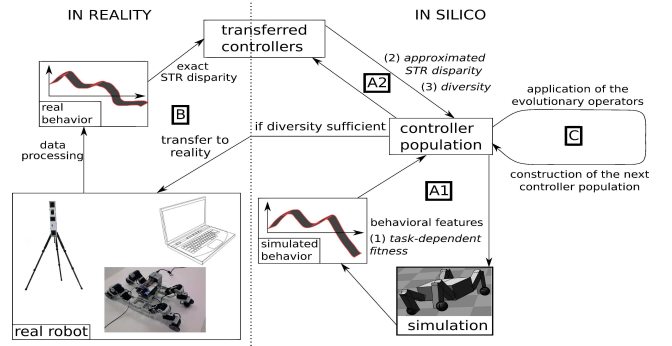 IN REALITY
IN SILICO
transferred
controllers
exact
STR disparity
(2) approximated
STR disparity
(3) diversity
A2
application of the
evolutionary operators
real
behavior
B
if diversity sufficient
controller
population
C
data
processing
transfer to
reality
construction of the next
controller population
A1
behavioral features
(1) task-dependent
fitness
simulated
behavior
real robot
simulation